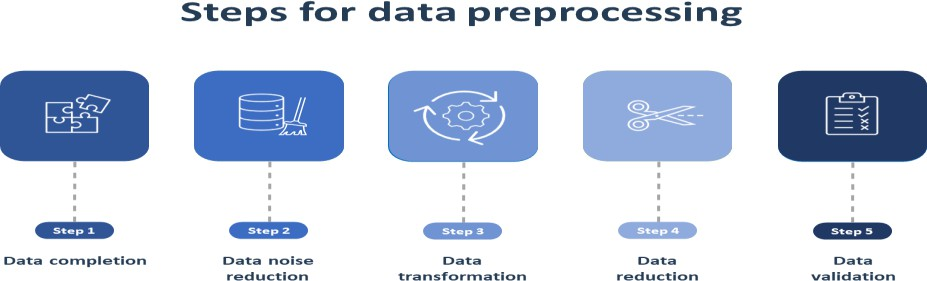 Steps for data preprocessing
Step 1
Step 2
Step 3
Step 4
Step 5
Data completion
Data noise
reduction
Data
transformation
Data
reduction
Data
validation